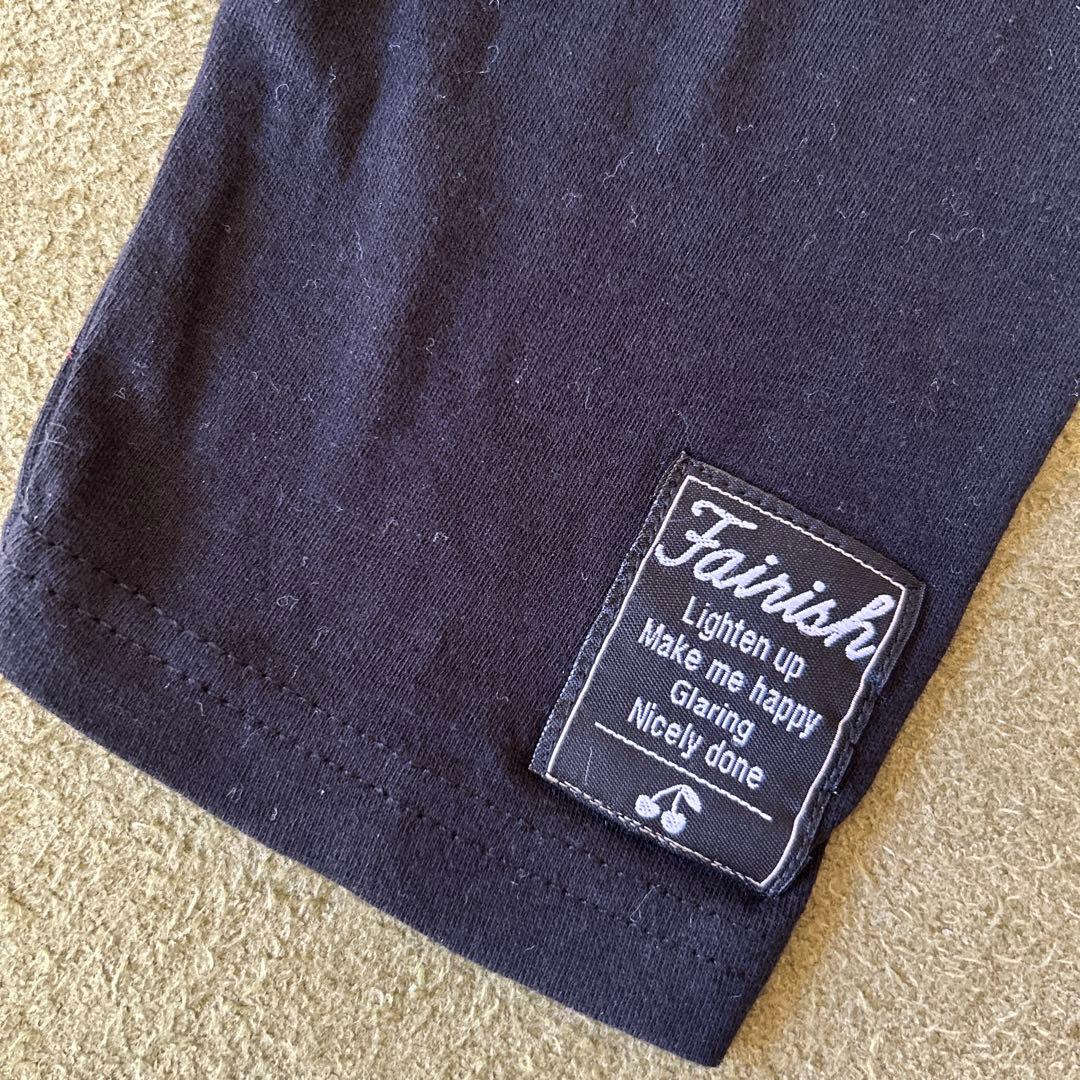 Fairish
Lighten up
Make me happy
Glaring
Nicely done